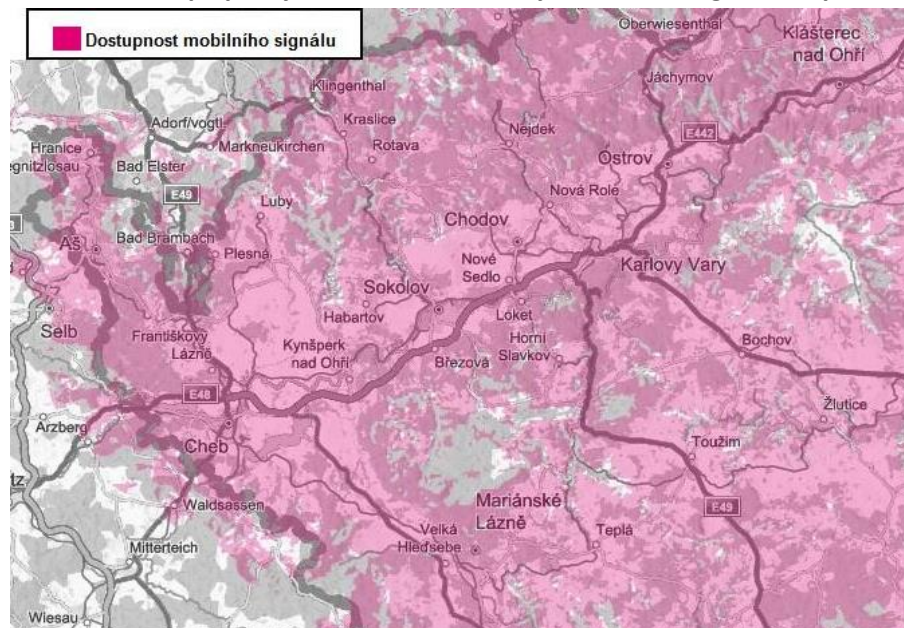 Dostupnost mobilního signálu
Oberwiesenthal
Klášterec
nad Ohří
Jáchymov
Klingenthal
Kraslice
Adorf/vogtl.
E442
Nejdek
Hranice
Markneukirchen
Rotava
Ostrov
egnitzlosau
Bad Elster
E49
Nová Role
Luby
Chodov
Bad Brambach
Aš
Plesná
Nové
Sedlo
Karlovy Vary
Sokolov
Habartov
Loket
Selb
Františkovy
Lázně
Horní
Slavkov
Kynšperk
nad Ohří
Březová
Bochov
E48
Žlutice
Arzberg
Cheb
Toužim
tz
Waldsassen
Mariánské
Lázně
E49
Velká
Hleďsebe
Teplá
Mitterteich
Wiesau